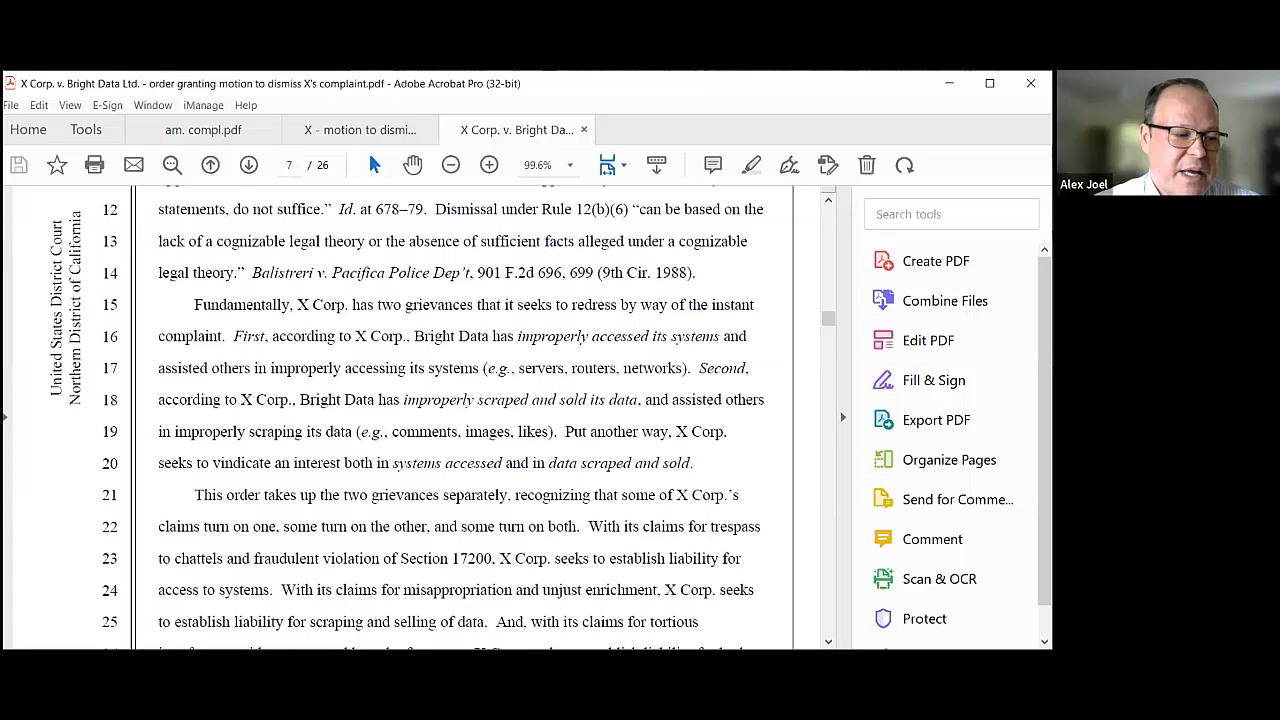 X Corp. v. Bright Data Ltd. - order granting motion to dismiss X's complaint.pdf - Adobe Acrobat Pro (32-bit)
File Edit View E-Sign Window iManage Help
Home Tools am. compl.pdf X - motion to dismi... X Corp. v. Bright Da... ×
7 / 26 99.6%
United States District Court
Northern District of California
12 statements, do not suffice.” Id. at 678–79. Dismissal under Rule 12(b)(6) “can be based on the
13 lack of a cognizable legal theory or the absence of sufficient facts alleged under a cognizable
14 legal theory.” Balistreri v. Pacifica Police Dep’t, 901 F.2d 696, 699 (9th Cir. 1988).
15 Fundamentally, X Corp. has two grievances that it seeks to redress by way of the instant
16 complaint. First, according to X Corp., Bright Data has improperly accessed its systems and
17 assisted others in improperly accessing its systems (e.g., servers, routers, networks). Second,
18 according to X Corp., Bright Data has improperly scraped and sold its data, and assisted others
19 in improperly scraping its data (e.g., comments, images, likes). Put another way, X Corp.
20 seeks to vindicate an interest both in systems accessed and in data scraped and sold.
21 This order takes up the two grievances separately, recognizing that some of X Corp.’s
22 claims turn on one, some turn on the other, and some turn on both. With its claims for trespass
23 to chattels and fraudulent violation of Section 17200, X Corp. seeks to establish liability for
24 access to systems. With its claims for misappropriation and unjust enrichment, X Corp. seeks
25 to establish liability for scraping and selling of data. And, with its claims for tortious
Search tools
Create PDF
Combine Files
Edit PDF
Fill & Sign
Export PDF
Organize Pages
Send for Comme...
Comment
Scan & OCR
Protect
Alex Joel